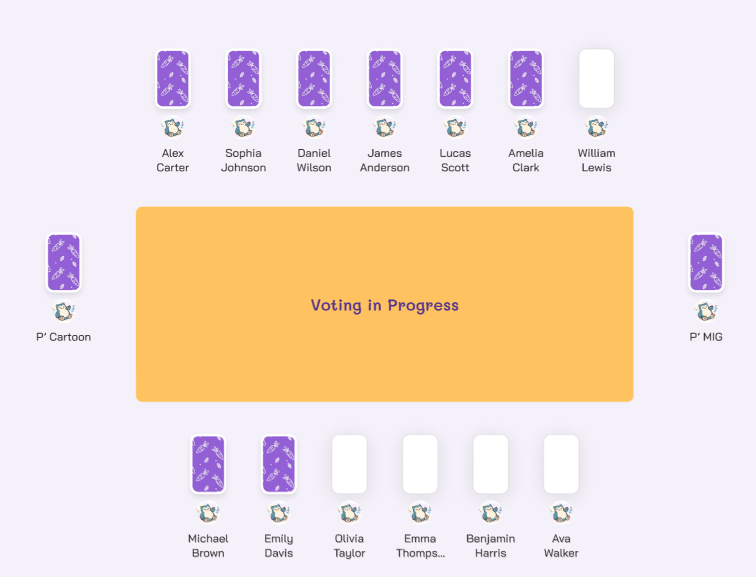 Alex
Carter
Sophia
Johnson
Daniel
Wilson
James
Anderson
Lucas
Scott
Amelia
Clark
William
Lewis
P' Cartoon
Voting in Progress
P' MIG
Michael
Brown
Emily
Davis
Olivia
Taylor
Emma
Thomps...
Benjamin
Harris
Ava
Walker